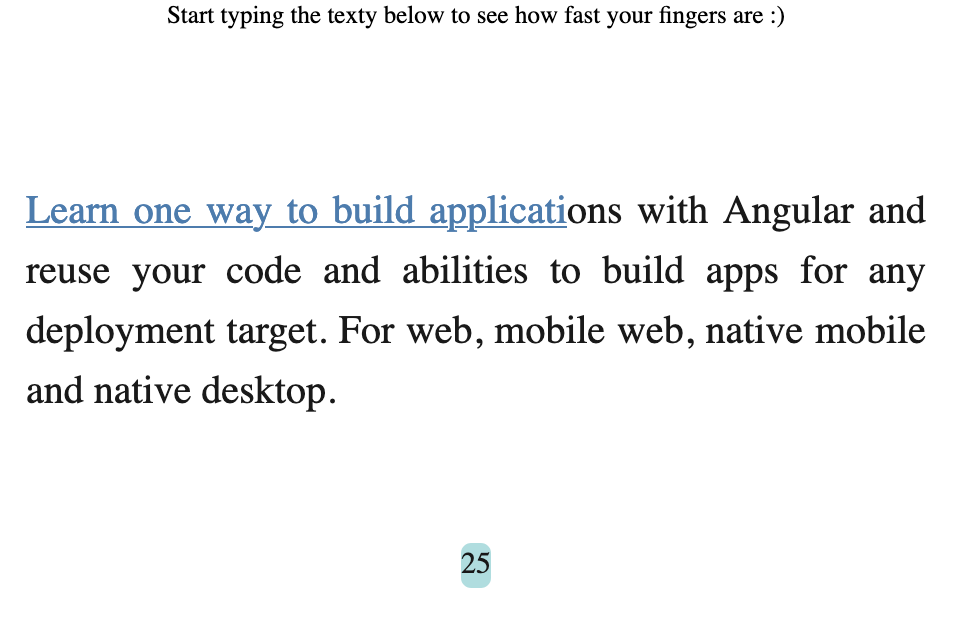 Start typing the texty below to see how fast your fingers are :)
Learn one way to build applications with Angular and
reuse your code and abilities to build apps for any
deployment target. For web, mobile web, native mobile
and native desktop.
25